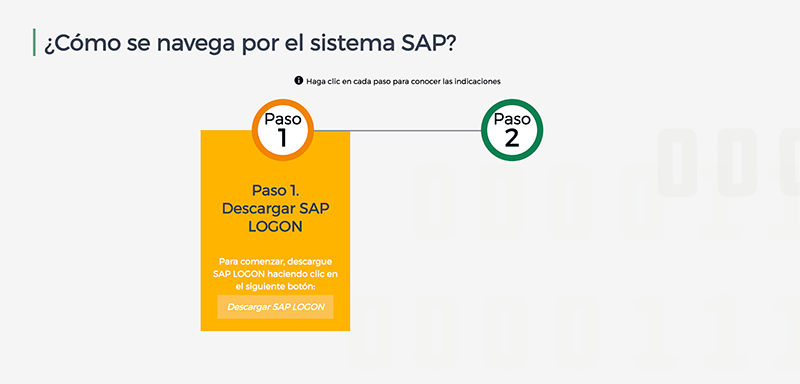 ¿Cómo se navega por el sistema SAP?
Haga clic en cada paso para conocer las indicaciones
Paso
1
Paso
2
Paso 1.
Descargar SAP
LOGON
Para comenzar, descargue
SAP LOGON haciendo clic en
el siguiente botón:
Descargar SAP LOGON